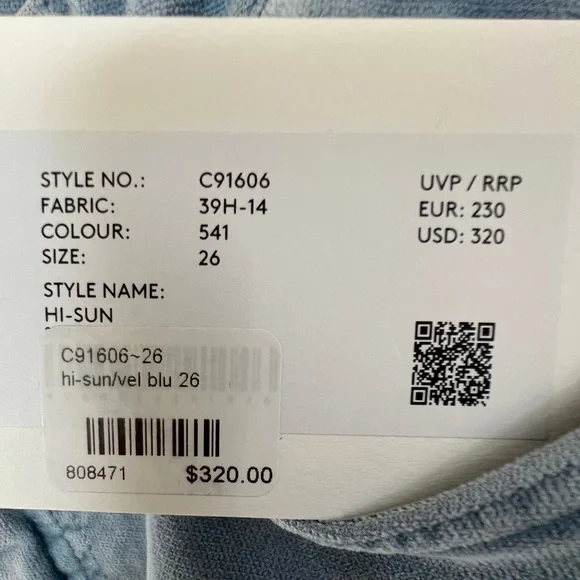 STYLE NO.: C91606
FABRIC: 39H-14
COLOUR: 541
SIZE: 26
STYLE NAME:
HI-SUN
UVP / RRP
EUR: 230
USD: 320
C91606~26
hi-sun/vel blu 26
808471 $320.00